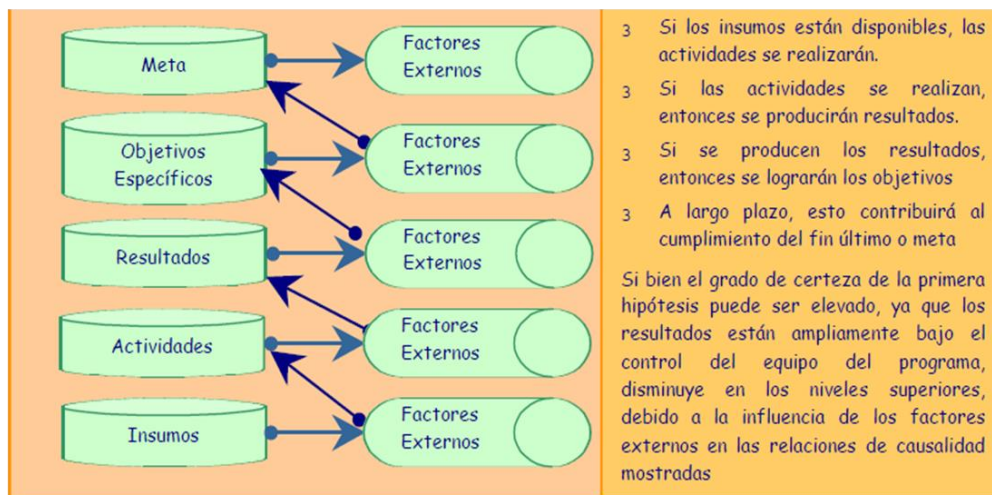 Meta
Factores
Externos
Objetivos
Específicos
Factores
Externos
Resultados
Factores
Externos
Actividades
Factores
Externos
Insumos
Factores
Externos
3 Si los insumos están disponibles, las
actividades se realizarán.
3 Si las actividades se realizan,
entonces se producirán resultados.
3 Si se producen los resultados,
entonces se lograrán los objetivos
3 A largo plazo, esto contribuirá al
cumplimiento del fin último o meta
Si bien el grado de certeza de la primera
hipótesis puede ser elevado, ya que los
resultados están ampliamente bajo el
control del equipo del programa,
disminuye en los niveles superiores,
debido a la influencia de los factores
externos en las relaciones de causalidad
mostradas